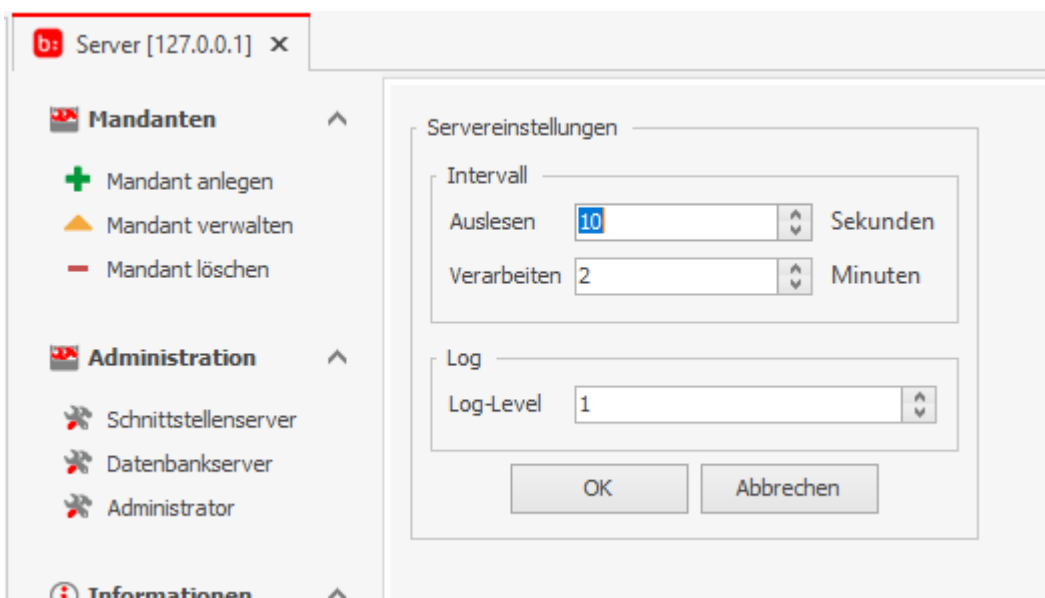 b: Server [127.0.0.1] ×
Mandanten
Mandant anlegen
Mandant verwalten
Mandant löschen
Administration
Schnittstellenserver
Datenbankserver
Administrator
Informationen
Servereinstellungen
Intervall
Auslesen 10 Sekunden
Verarbeiten 2 Minuten
Log
Log-Level 1
OK Abbrechen